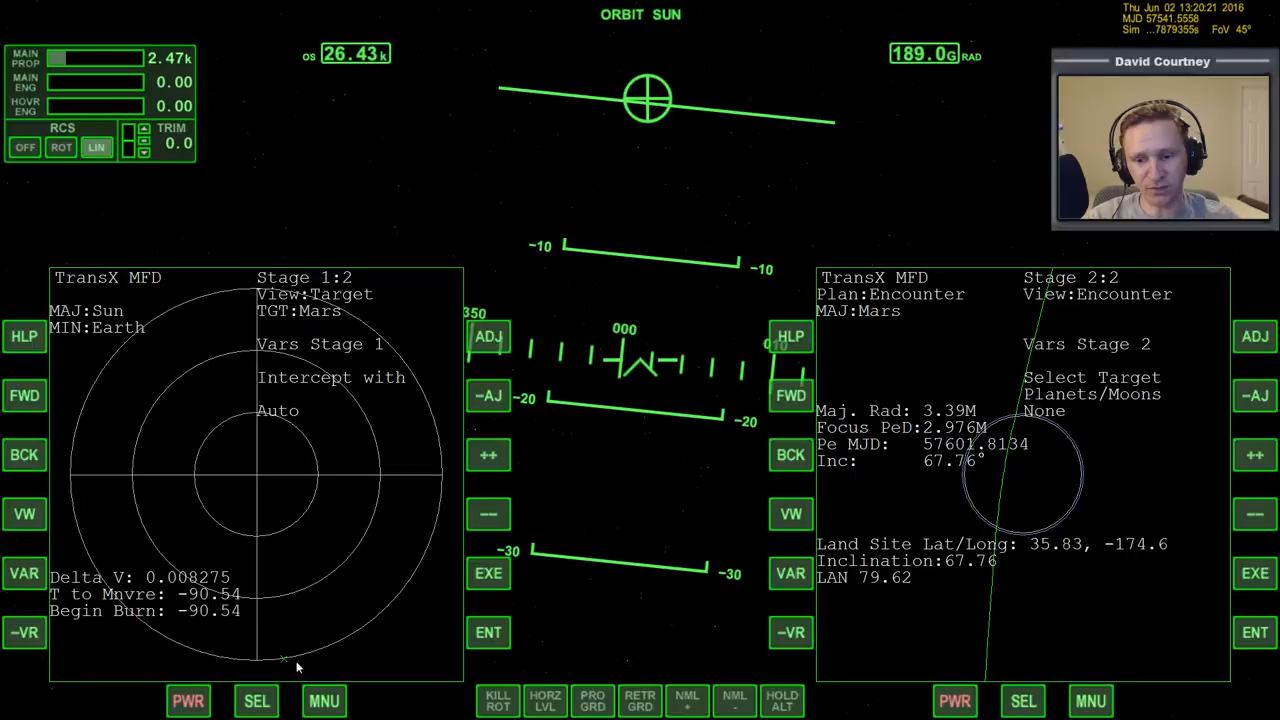 ORBIT SUN
Thu Jun 02 13:20:21 2016
MJD 57541.5558
Sim ...7879355s FoV 45°
David Courtney
MAIN PROP 2.47k
MAIN ENG 0.00
HOVR ENG 0.00
RCS
TRIM
0.0
OFF ROT LIN
OS 26.43k
189.0G RAD
-10 -10
350 000 010
-20 -20
-30 -30
TransX MFD Stage 1:2
View:Target
MAJ:Sun TGT:Mars
MIN:Earth
Vars Stage 1
Intercept with
Auto
Delta V: 0.008275
T to Mnvre: -90.54
Begin Burn: -90.54
HLP
FWD
BCK
VW
VAR
-VR
ADJ
-AJ
++
--
EXE
ENT
PWR SEL MNU
KILL ROT
HORZ LVL
PRO GRD
RETR GRD
NML +
NML -
HOLD ALT
TransX MFD Stage 2:2
Plan:Encounter View:Encounter
MAJ:Mars
Vars Stage 2
Select Target
Planets/Moons
Maj. Rad: 3.39M None
Focus PeD:2.976M
Pe MJD: 57601.8134
Inc: 67.76°
Land Site Lat/Long: 35.83, -174.6
Inclination:67.76
LAN 79.62
HLP
FWD
BCK
VW
VAR
-VR
ADJ
-AJ
++
--
EXE
ENT
PWR SEL MNU